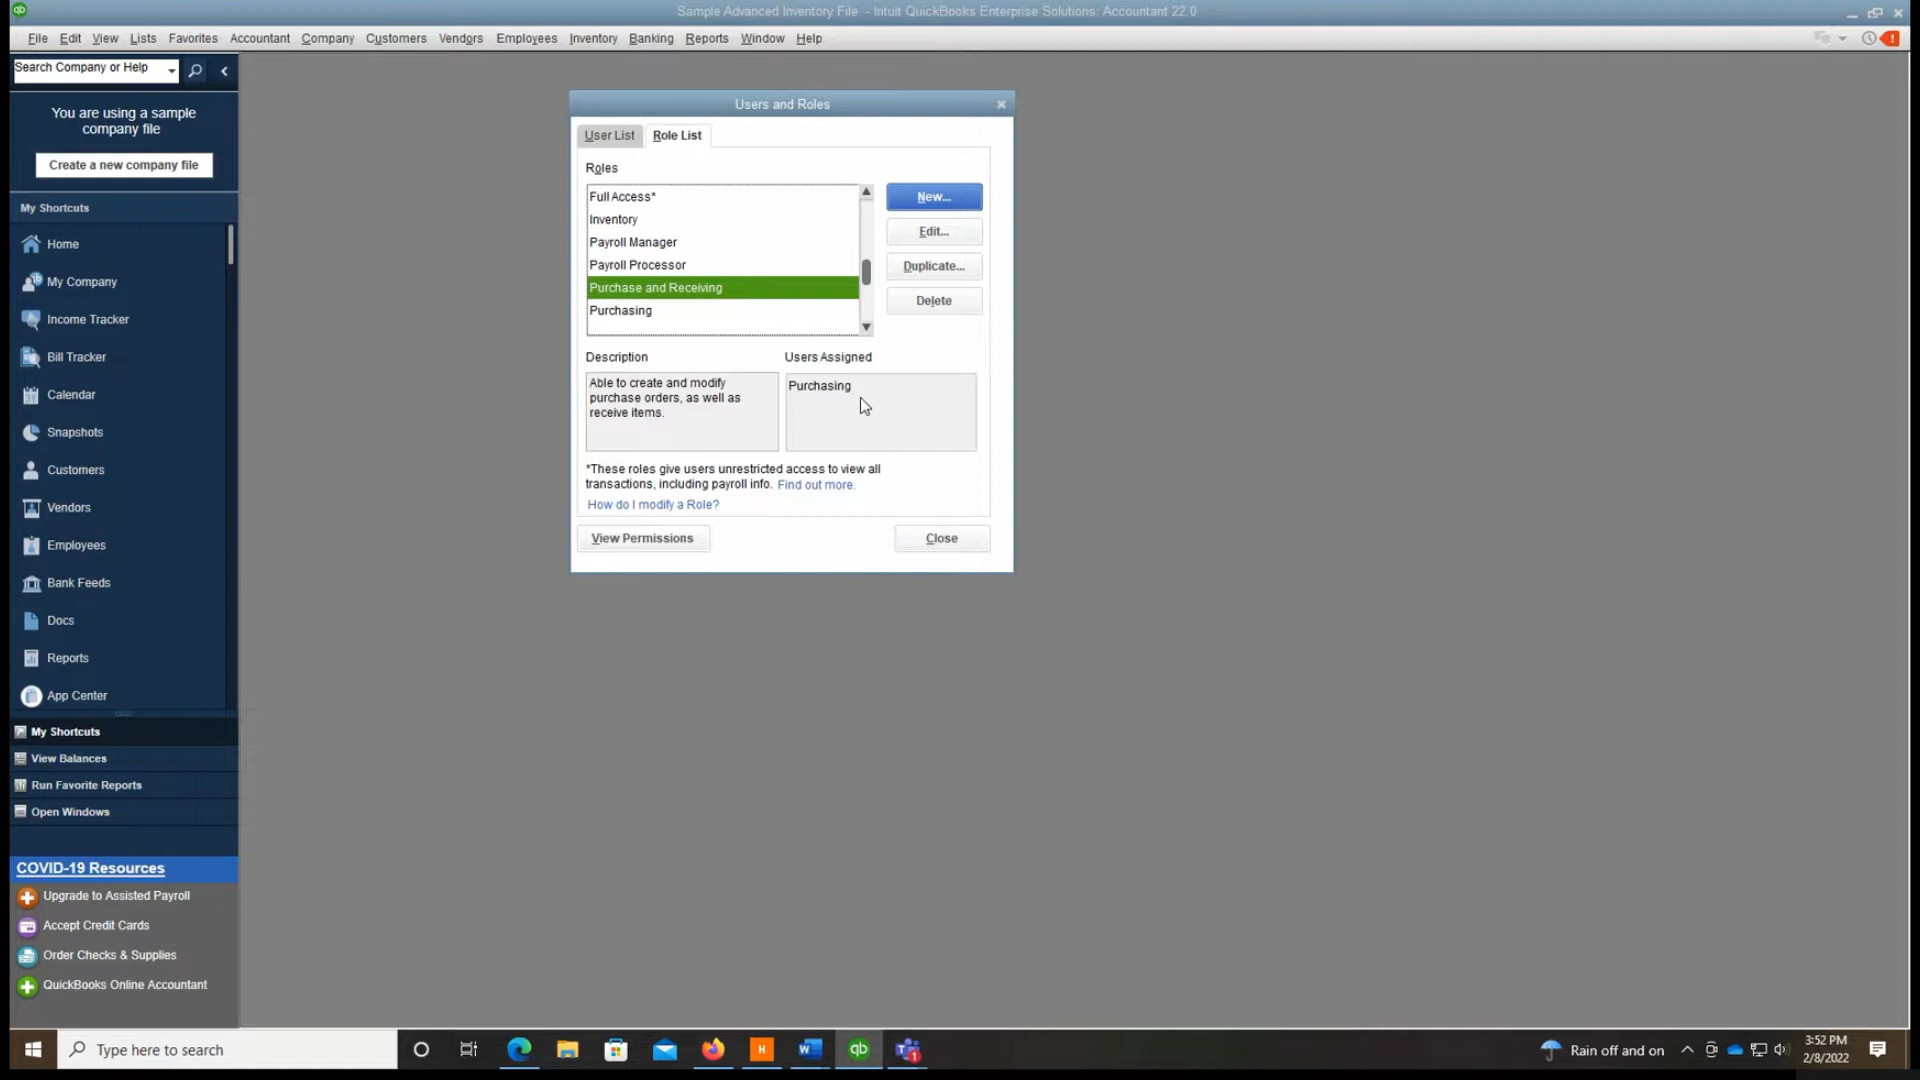 Sample Advanced Inventory File - Intuit QuickBooks Enterprise Solutions: Accountant 22.0
File Edit View Lists Favorites Accountant Company Customers Vendors Employees Inventory Banking Reports Window Help
Search Company or Help
You are using a sample
company file
Create a new company file
My Shortcuts
Home
My Company
Income Tracker
Bill Tracker
Calendar
Snapshots
Customers
Vendors
Employees
Bank Feeds
Docs
Reports
App Center
My Shortcuts
View Balances
Run Favorite Reports
Open Windows
COVID-19 Resources
Upgrade to Assisted Payroll
Accept Credit Cards
Order Checks & Supplies
QuickBooks Online Accountant
Users and Roles
User List Role List
Roles
Full Access*
Inventory
Payroll Manager
Payroll Processor
Purchase and Receiving
Purchasing
New...
Edit...
Duplicate...
Delete
Description
Able to create and modify
purchase orders, as well as
receive items.
Users Assigned
Purchasing
*These roles give users unrestricted access to view all
transactions, including payroll info. Find out more.
How do I modify a Role?
View Permissions Close
Type here to search
Rain off and on
3:52 PM
2/8/2022